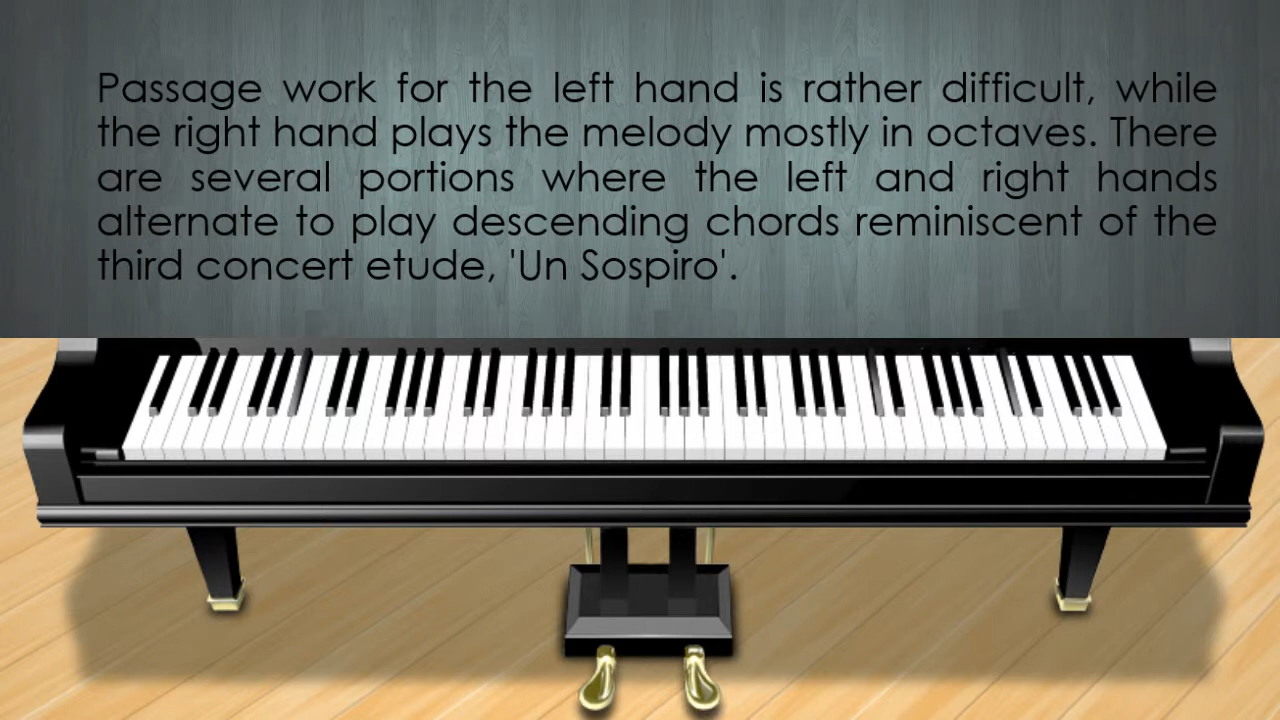 Passage work for the left hand is rather difficult, while
the right hand plays the melody mostly in octaves. There
are several portions where the left and right hands
alternate to play descending chords reminiscent of the
third concert etude, 'Un Sospiro'.